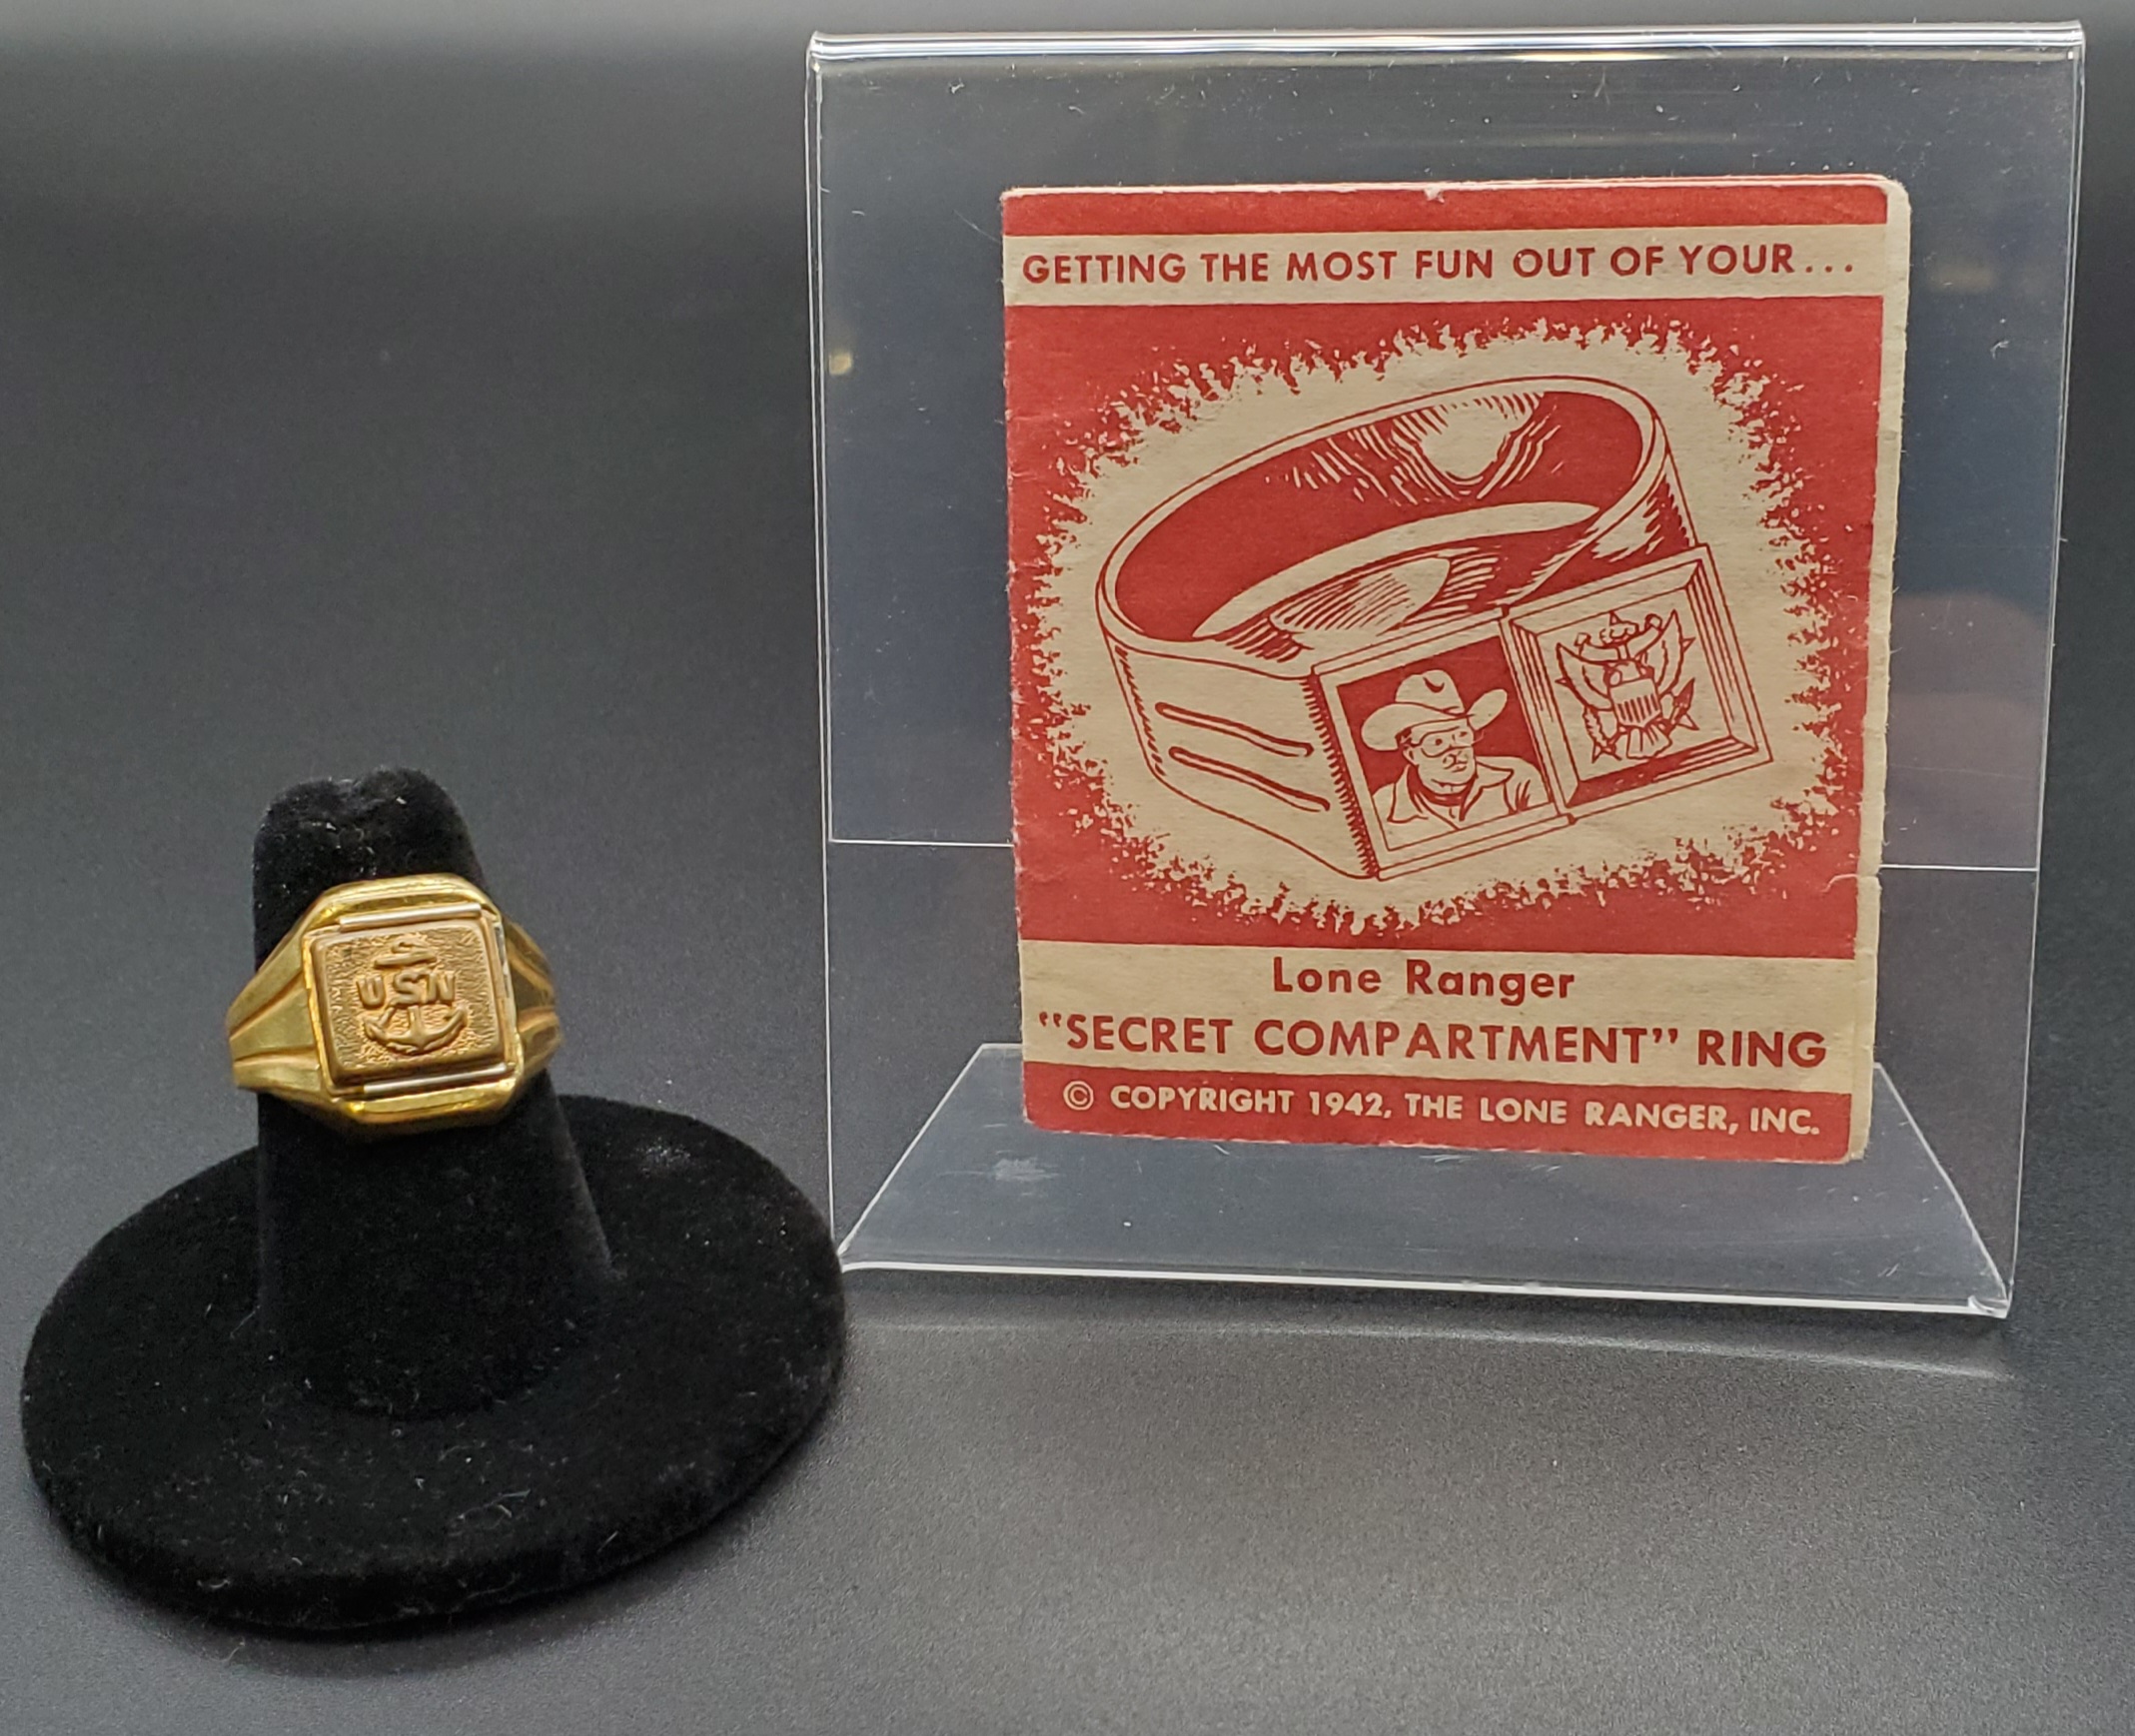 GETTING THE MOST FUN OUT OF YOUR...
Lone Ranger
"SECRET COMPARTMENT" RING
© COPYRIGHT 1942, THE LONE RANGER, INC.
USN